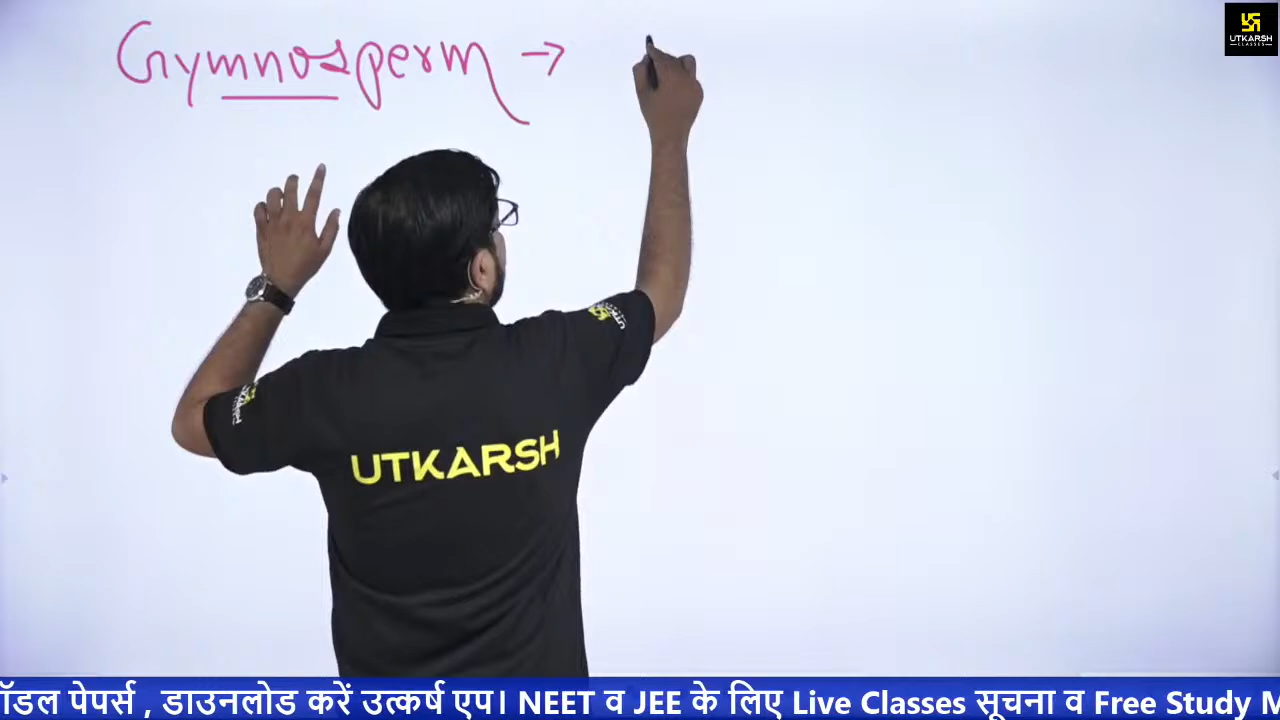 Gymnosperm →
UTKARSH
CLASSES
UTKARSH
ॉडल पेपर्स , डाउनलोड करें उत्कर्ष एप। NEET व JEE के लिए Live Classes सूचना व Free Study M